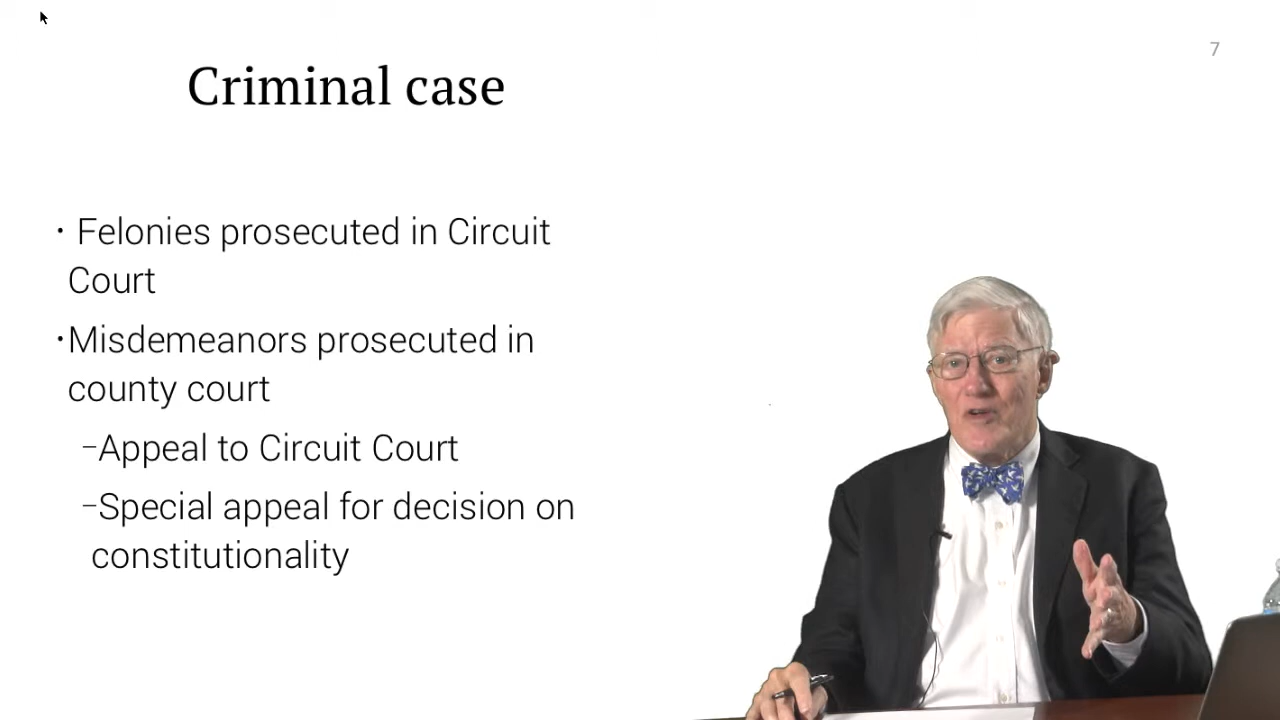 7
Criminal case
· Felonies prosecuted in Circuit
Court
·Misdemeanors prosecuted in
county court
–Appeal to Circuit Court
–Special appeal for decision on
constitutionality